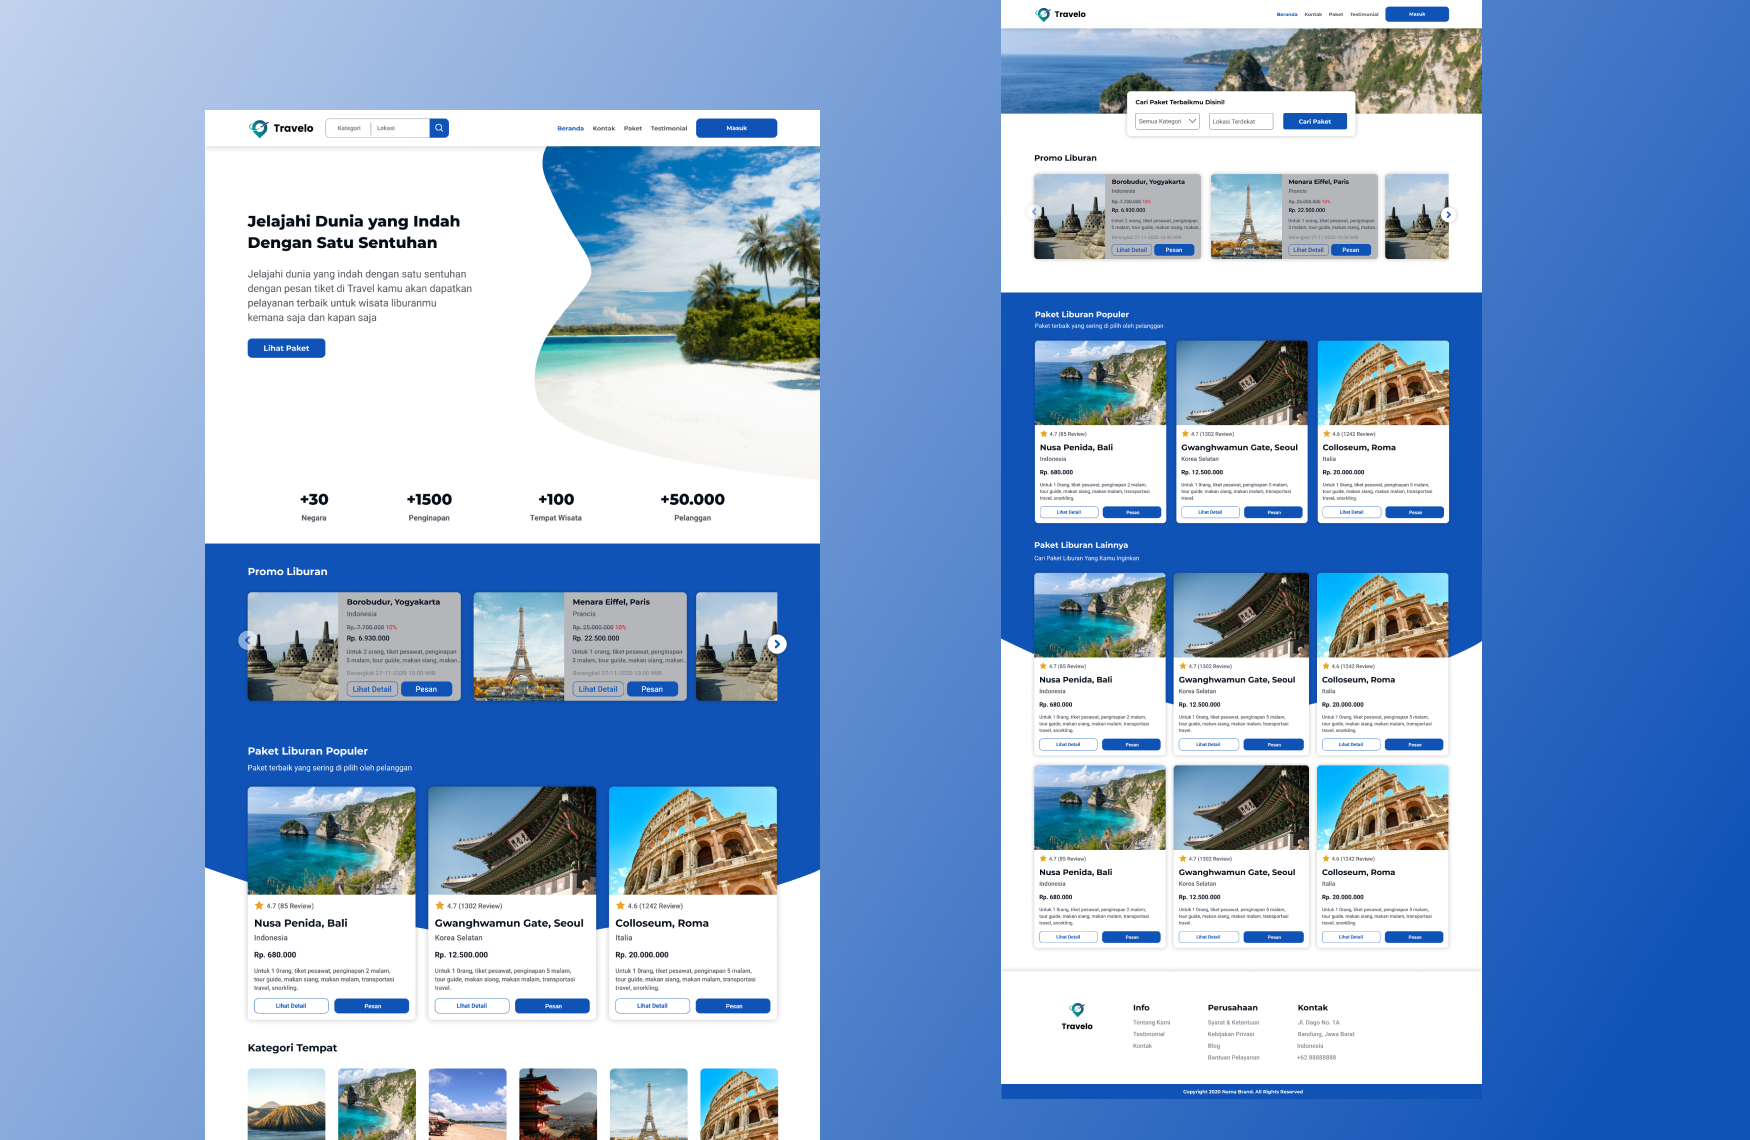 Travelo
Kategori
Lokasi
Beranda
Kontak
Paket
Testimonial
Masuk
Jelajahi Dunia yang Indah
Dengan Satu Sentuhan
Jelajahi dunia yang indah dengan satu sentuhan
dengan pesan tiket di Travel kamu akan dapatkan
pelayanan terbaik untuk wisata liburanmu
kemana saja dan kapan saja
Lihat Paket
+30
Negara
+1500
Penginapan
+100
Tempat Wisata
+50.000
Pelanggan
Promo Liburan
Borobudur, Yogyakarta
Indonesia
Rp. 7.700.000 10%
Rp. 6.930.000
Untuk 2 orang, tiket pesawat, penginapan
5 malam, tour guide, makan siang, makan..
Berangkat 27-11-2020 10.00 WIB
Lihat Detail
Pesan
Menara Eiffel, Paris
Prancis
Rp. 25.000.000 10%
Rp. 22.500.000
Untuk 1 orang, tiket pesawat, penginapan
3 malam, tour guide, makan siang, makan..
Berangkat 27-11-2020 10.00 WIB
Lihat Detail
Pesan
Paket Liburan Populer
Paket terbaik yang sering di pilih oleh pelanggan
4.7 (85 Review)
Nusa Penida, Bali
Indonesia
Rp. 680.000
Untuk 1 Orang, tiket pesawat, penginapan 2 malam,
tour guide, makan siang, makan malam, transportasi
travel, snorkling.
Lihat Detail
Pesan
4.7 (1302 Review)
Gwanghwamun Gate, Seoul
Korea Selatan
Rp. 12.500.000
Untuk 1 Orang, tiket pesawat, penginapan 5 malam,
tour guide, makan siang, makan malam, transportasi
travel.
Lihat Detail
Pesan
4.6 (1242 Review)
Colloseum, Roma
Italia
Rp. 20.000.000
Untuk 1 Orang, tiket pesawat, penginapan 5 malam,
tour guide, makan siang, makan malam, transportasi
travel, snorkling.
Lihat Detail
Pesan
Kategori Tempat
Travelo
Beranda
Kontak
Paket
Testimonial
Masuk
Cari Paket Terbaikmu Disini!
Semua Kategori
Lokasi Terdekat
Cari Paket
Promo Liburan
Borobudur, Yogyakarta
Indonesia
Rp. 7.700.000 10%
Rp. 6.930.000
Untuk 2 orang, tiket pesawat, penginapan
5 malam, tour guide, makan siang, makan..
Berangkat 27-11-2020 10.00 WIB
Lihat Detail
Pesan
Menara Eiffel, Paris
Prancis
Rp. 25.000.000 10%
Rp. 22.500.000
Untuk 1 orang, tiket pesawat, penginapan
3 malam, tour guide, makan siang, makan..
Berangkat 27-11-2020 10.00 WIB
Lihat Detail
Pesan
Paket Liburan Populer
Paket terbaik yang sering di pilih oleh pelanggan
4.7 (85 Review)
Nusa Penida, Bali
Indonesia
Rp. 680.000
Untuk 1 Orang, tiket pesawat, penginapan 2 malam,
tour guide, makan siang, makan malam, transportasi
travel, snorkling.
Lihat Detail
Pesan
4.7 (1302 Review)
Gwanghwamun Gate, Seoul
Korea Selatan
Rp. 12.500.000
Untuk 1 Orang, tiket pesawat, penginapan 5 malam,
tour guide, makan siang, makan malam, transportasi
travel.
Lihat Detail
Pesan
4.6 (1242 Review)
Colloseum, Roma
Italia
Rp. 20.000.000
Untuk 1 Orang, tiket pesawat, penginapan 5 malam,
tour guide, makan siang, makan malam, transportasi
travel, snorkling.
Lihat Detail
Pesan
Paket Liburan Lainnya
Cari Paket Liburan Yang Kamu Inginkan
4.7 (85 Review)
Nusa Penida, Bali
Indonesia
Rp. 680.000
Untuk 1 Orang, tiket pesawat, penginapan 2 malam,
tour guide, makan siang, makan malam, transportasi
travel, snorkling.
Lihat Detail
Pesan
4.7 (1302 Review)
Gwanghwamun Gate, Seoul
Korea Selatan
Rp. 12.500.000
Untuk 1 Orang, tiket pesawat, penginapan 5 malam,
tour guide, makan siang, makan malam, transportasi
travel.
Lihat Detail
Pesan
4.6 (1242 Review)
Colloseum, Roma
Italia
Rp. 20.000.000
Untuk 1 Orang, tiket pesawat, penginapan 5 malam,
tour guide, makan siang, makan malam, transportasi
travel, snorkling.
Lihat Detail
Pesan
4.7 (85 Review)
Nusa Penida, Bali
Indonesia
Rp. 680.000
Untuk 1 Orang, tiket pesawat, penginapan 2 malam,
tour guide, makan siang, makan malam, transportasi
travel, snorkling.
Lihat Detail
Pesan
4.7 (1302 Review)
Gwanghwamun Gate, Seoul
Korea Selatan
Rp. 12.500.000
Untuk 1 Orang, tiket pesawat, penginapan 5 malam,
tour guide, makan siang, makan malam, transportasi
travel.
Lihat Detail
Pesan
4.6 (1242 Review)
Colloseum, Roma
Italia
Rp. 20.000.000
Untuk 1 Orang, tiket pesawat, penginapan 5 malam,
tour guide, makan siang, makan malam, transportasi
travel, snorkling.
Lihat Detail
Pesan
Travelo
Info
Tentang Kami
Testimonial
Kontak
Perusahaan
Syarat & Ketentuan
Kebijakan Privasi
Blog
Bantuan Pelayanan
Kontak
Jl. Dago No. 1A
Bandung, Jawa Barat
Indonesia
+62 88888888
Copyright 2020 Nama Brand. All Rights Reserved